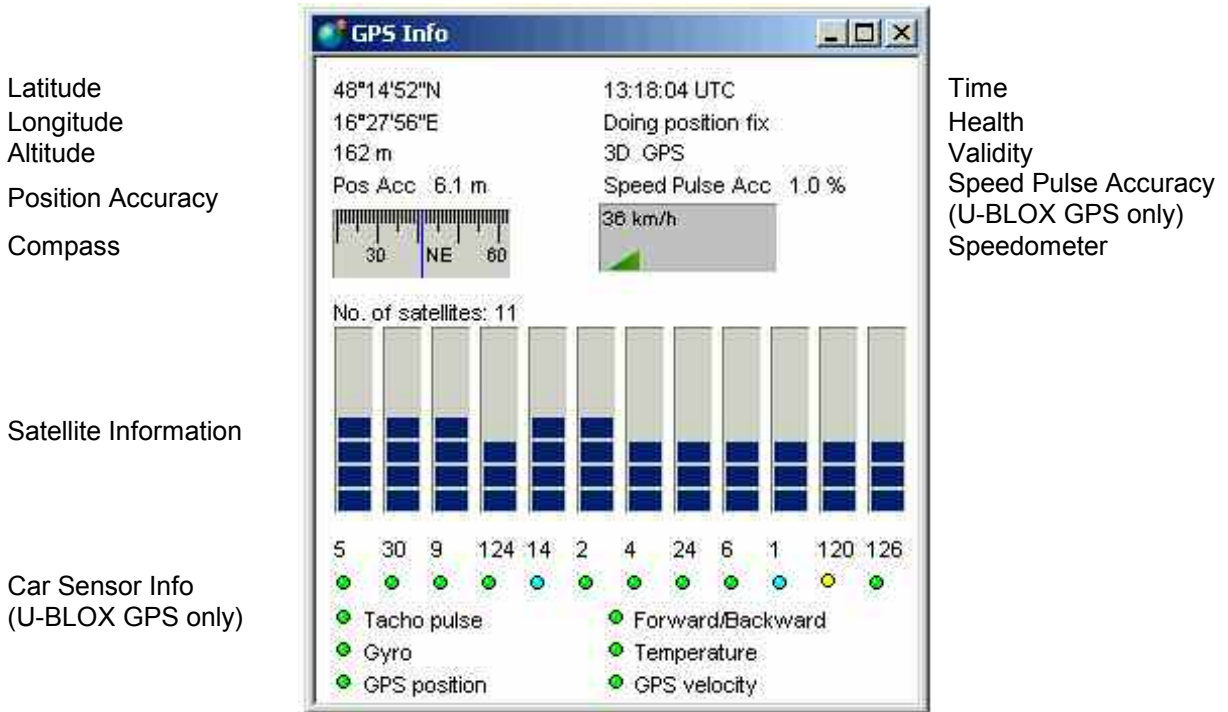 GPS Info
Latitude
48°14'52"N
13:18:04 UTC
Time
Longitude
16°27'56"E
Doing position fix
Health
Altitude
162 m
3D GPS
Validity
Position Accuracy
Pos Acc 6.1 m
Speed Pulse Acc 1.0 %
Speed Pulse Accuracy
(U-BLOX GPS only)
Compass
30 NE 60
36 km/h
Speedometer
No. of satellites: 11
Satellite Information
5 30 9 124 14 2 4 24 6 1 120 126
Car Sensor Info
(U-BLOX GPS only)
Tacho pulse
Forward/Backward
Gyro
Temperature
GPS position
GPS velocity